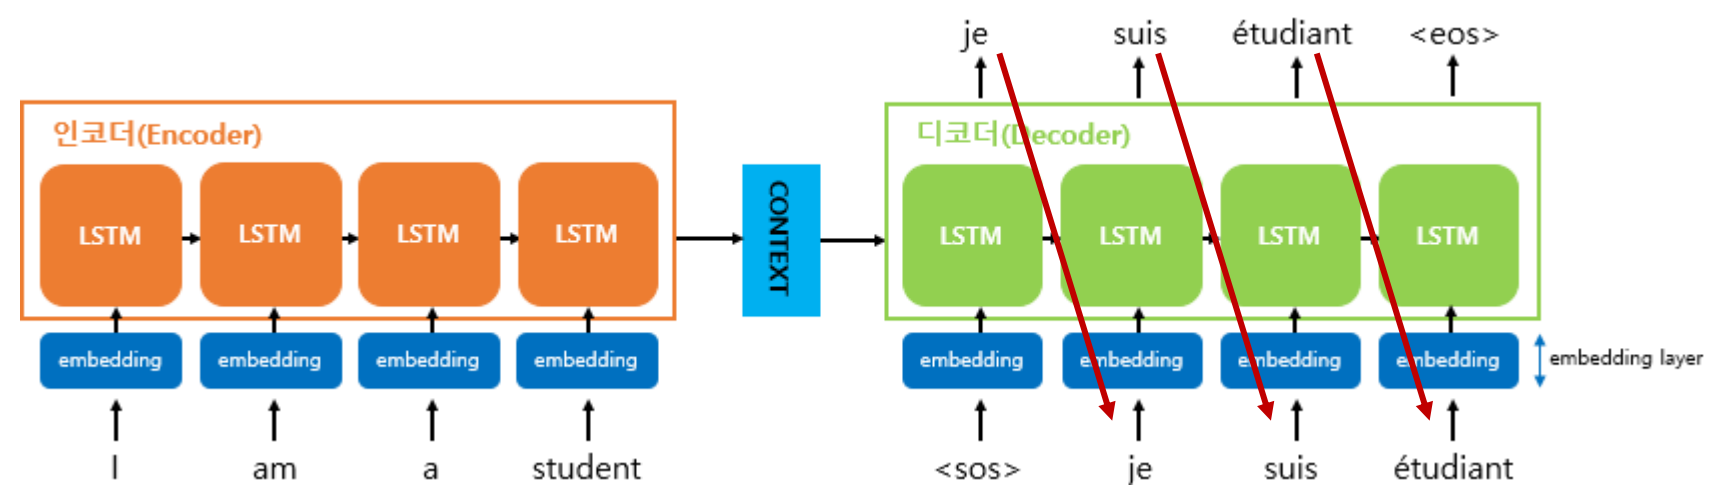 je suis étudiant <eos>
인코더(Encoder)
LSTM LSTM LSTM LSTM
embedding embedding embedding embedding
I am a student
CONTEXT
디코더(Decoder)
LSTM LSTM LSTM LSTM
embedding embedding embedding embedding
embedding layer
<sos> je suis étudiant